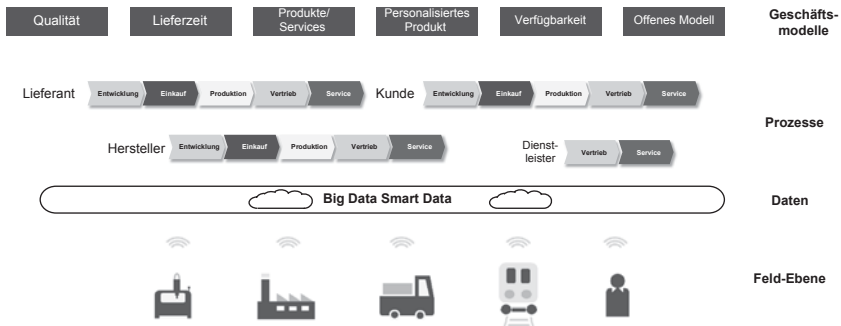 Qualität
Lieferzeit
Produkte/
Services
Personalisiertes
Produkt
Verfügbarkeit
Offenes Modell
Geschäfts-
modelle
Lieferant
Entwicklung
Einkauf
Produktion
Vertrieb
Service
Kunde
Entwicklung
Einkauf
Produktion
Vertrieb
Service
Prozesse
Hersteller
Entwicklung
Einkauf
Produktion
Vertrieb
Service
Dienst-
leister
Vertrieb
Service
Big Data Smart Data
Daten
Feld-Ebene